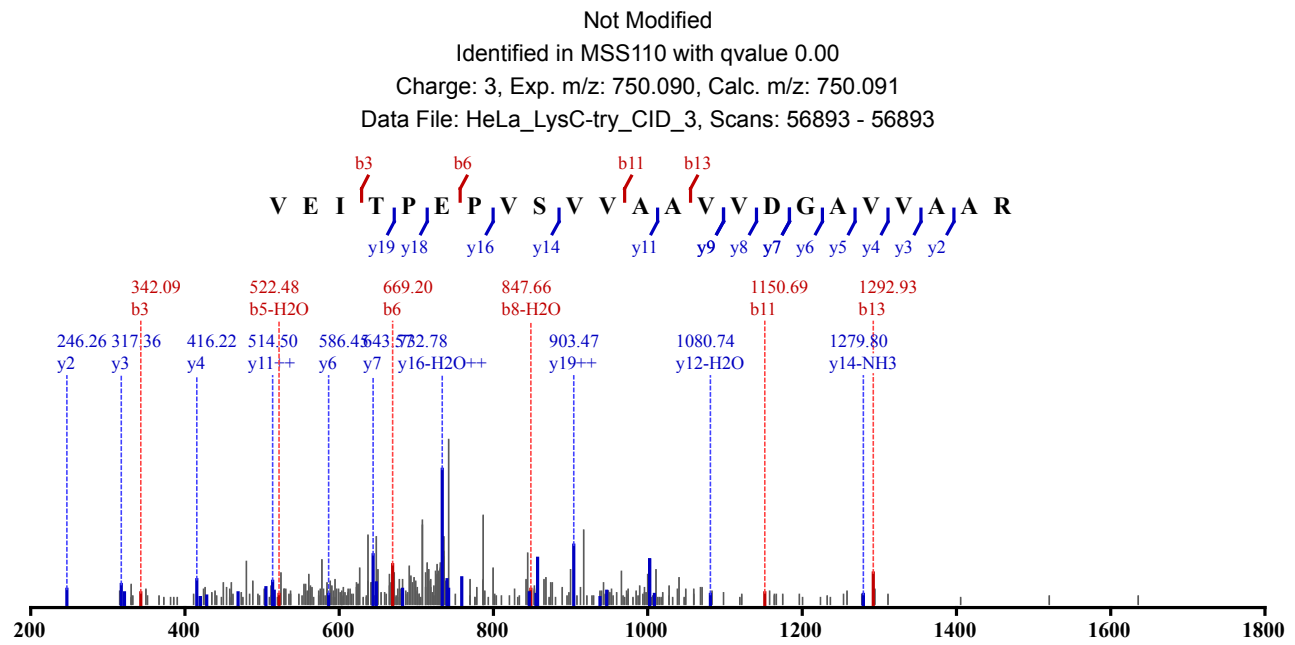 Not Modified
Identified in MSS110 with qvalue 0.00
Charge: 3, Exp. m/z: 750.090, Calc. m/z: 750.091
Data File: HeLa_LysC-try_CID_3, Scans: 56893 - 56893
b3 b6 b11 b13
V E I T P E P V S V V A A V V D G A V V A A R
y19 y18 y16 y14 y11 y9 y8 y7 y6 y5 y4 y3 y2
342.09 522.48 669.20 847.66 1150.69 1292.93
b3 b5-H2O b6 b8-H2O b11 b13
246.26 317.36 416.22 514.50 586.45 643.57 732.78 903.47 1080.74 1279.80
y2 y3 y4 y11++ y6 y7 y16-H2O++ y19++ y12-H2O y14-NH3
200 400 600 800 1000 1200 1400 1600 1800